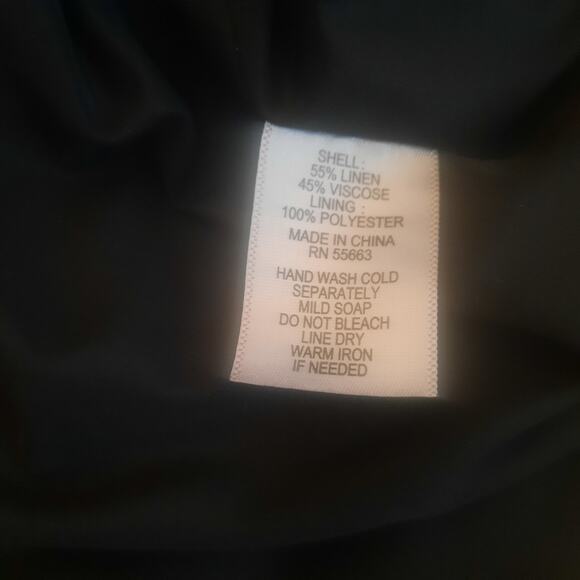 SHELL :
55% LINEN
45% VISCOSE
LINING :
100% POLYESTER
MADE IN CHINA
RN 55663
HAND WASH COLD
SEPARATELY
MILD SOAP
DO NOT BLEACH
LINE DRY
WARM IRON
IF NEEDED